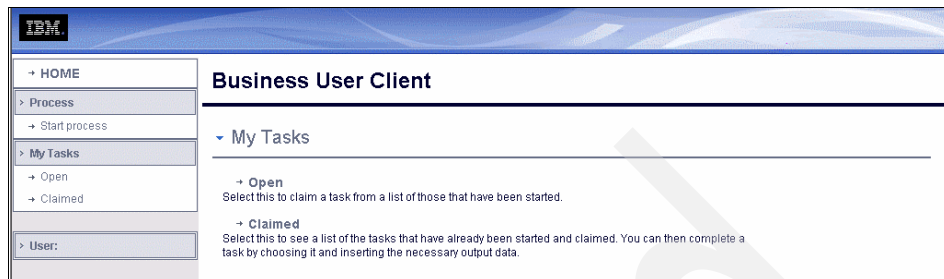 IBM.
→ HOME
> Process
→ Start process
> My Tasks
→ Open
→ Claimed
> User:
Business User Client
My Tasks
→ Open
Select this to claim a task from a list of those that have been started.
→ Claimed
Select this to see a list of the tasks that have already been started and claimed. You can then complete a
task by choosing it and inserting the necessary output data.